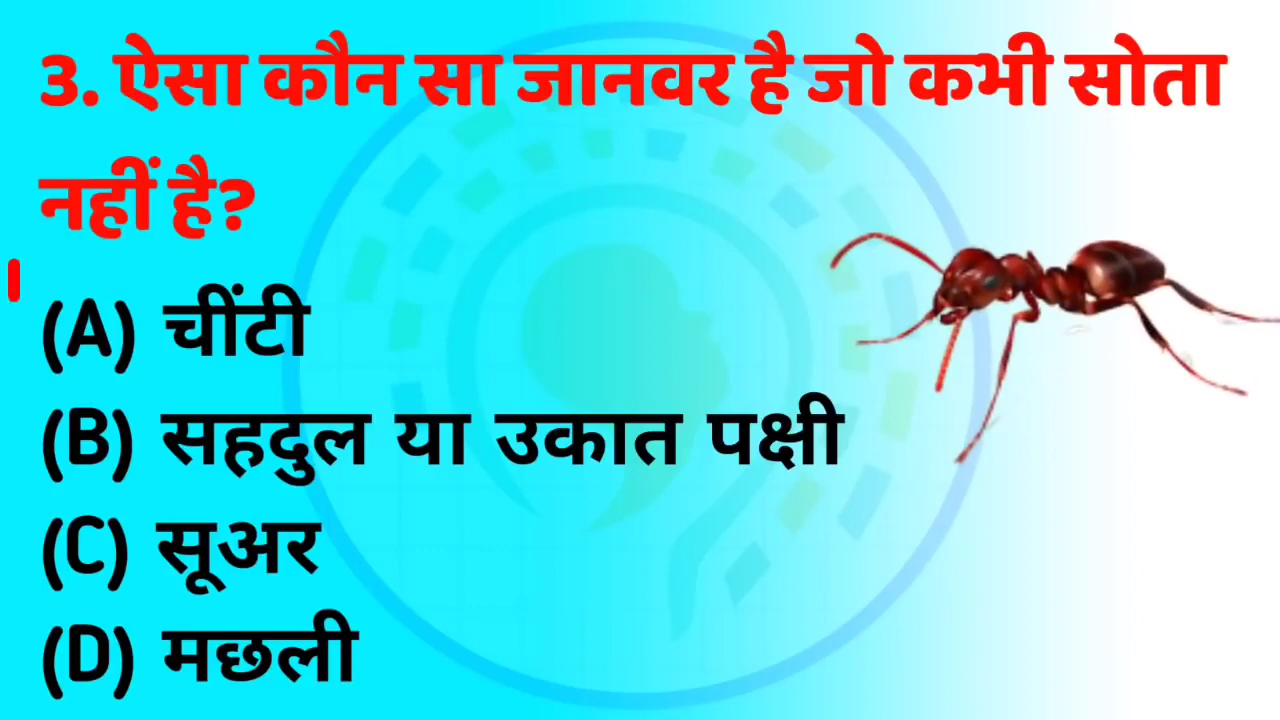 3. ऐसा कौन सा जानवर है जो कभी सोता
नहीं है?
(A) चींटी
(B) सहदुल या उकात पक्षी
(C) सूअर
(D) मछली